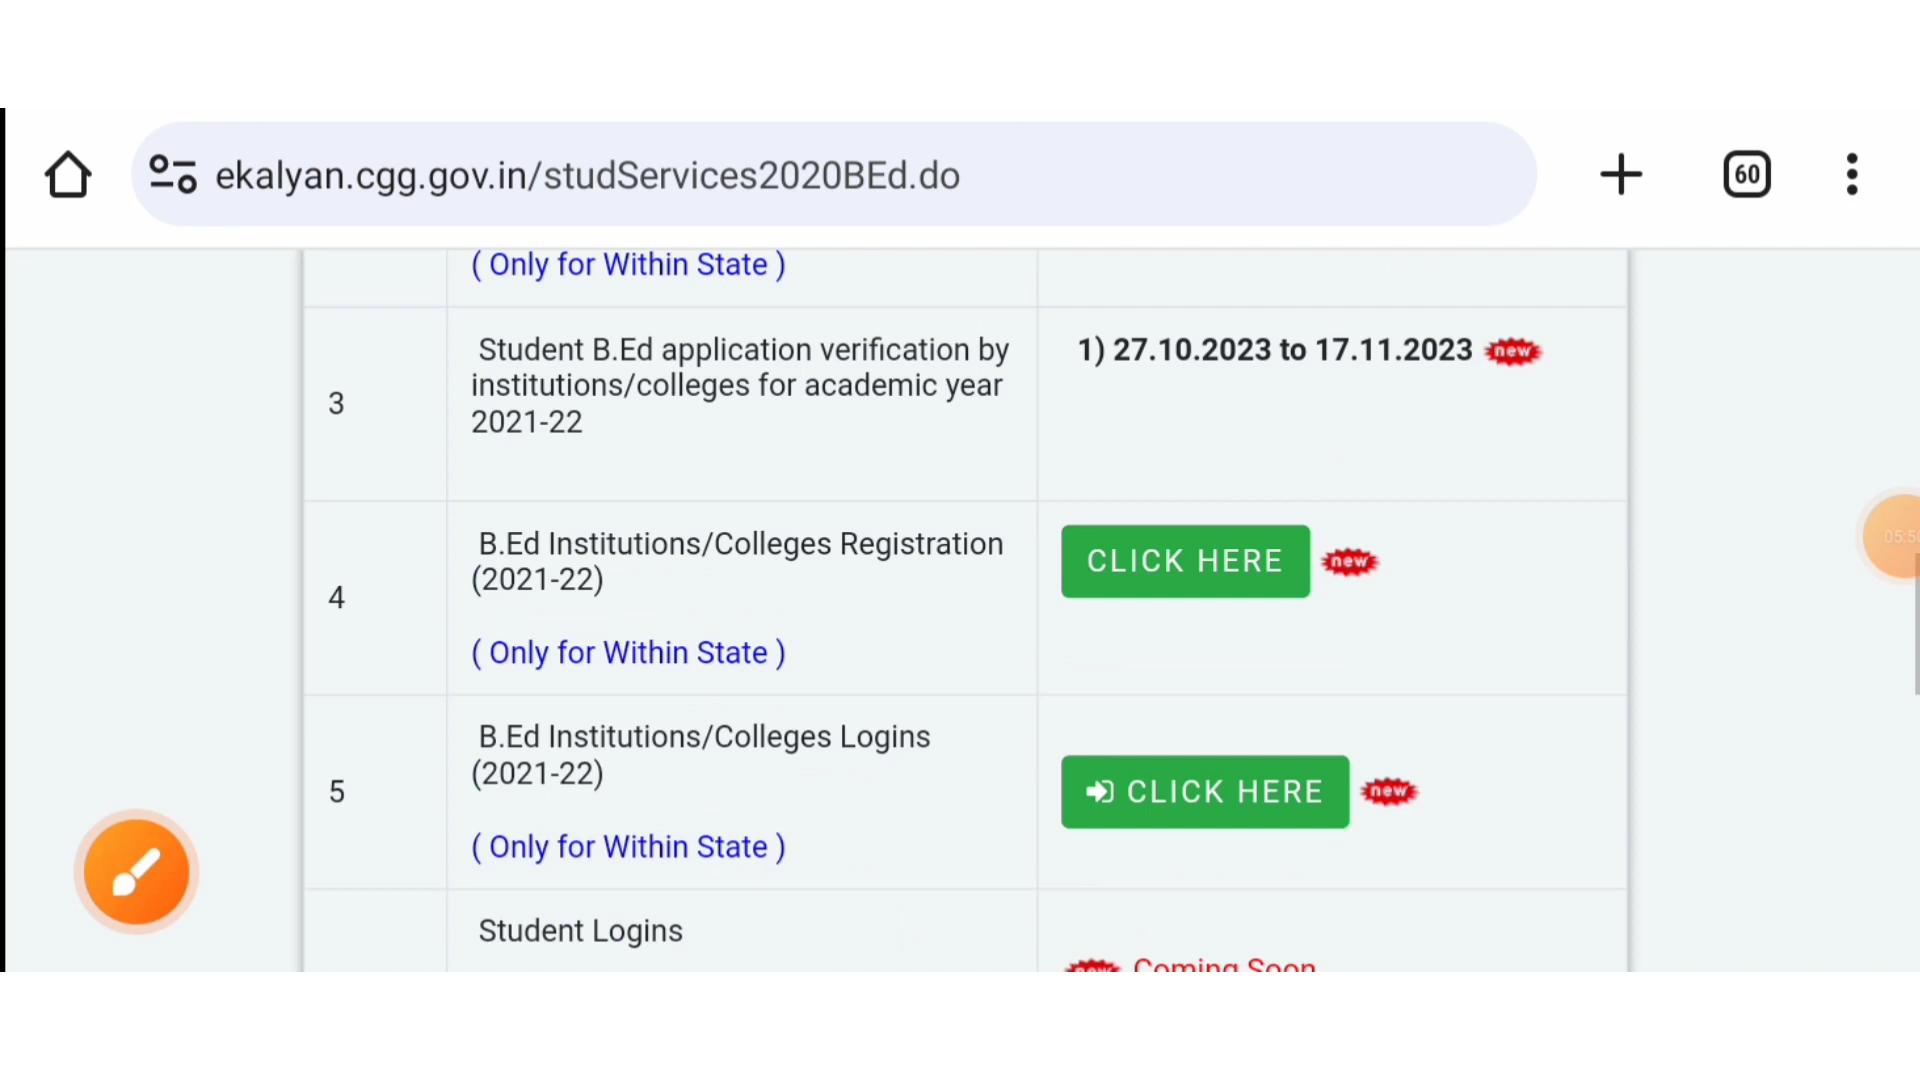 ekalyan.cgg.gov.in/studServices2020BEd.do
60
( Only for Within State )
3
Student B.Ed application verification by
institutions/colleges for academic year
2021-22
1) 27.10.2023 to 17.11.2023 new
4
B.Ed Institutions/Colleges Registration
(2021-22)
( Only for Within State )
CLICK HERE new
5
B.Ed Institutions/Colleges Logins
(2021-22)
( Only for Within State )
CLICK HERE new
Student Logins
new Coming Soon